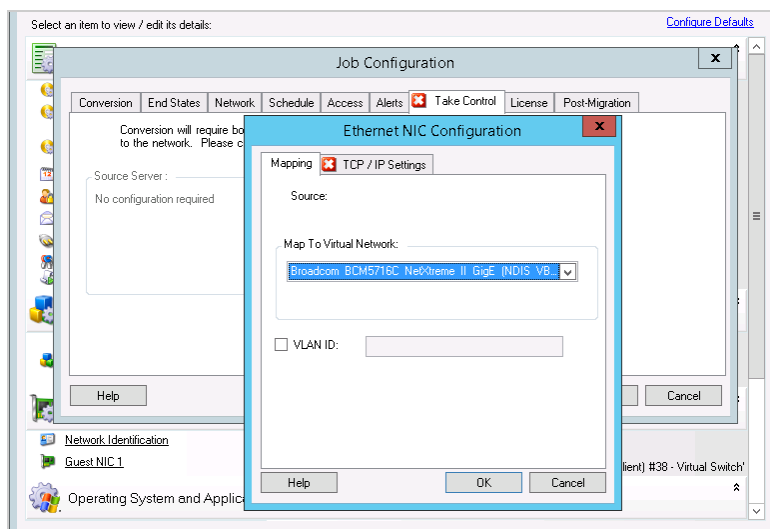 Select an item to view / edit its details:
Configure Defaults
Job Configuration
x
Conversion
End States
Network
Schedule
Access
Alerts
Take Control
License
Post-Migration
Conversion will require bo
to the network. Please c
Source Server :
No configuration required
Ethernet NIC Configuration
x
Mapping
TCP / IP Settings
Source:
Map To Virtual Network:
Broadcom BCM5716C NetXtreme II GigE (NDIS VB...
VLAN ID:
Help
Cancel
Help
OK
Cancel
Network Identification
Guest NIC 1
lient) #38 - Virtual Switch'
Operating System and Applic